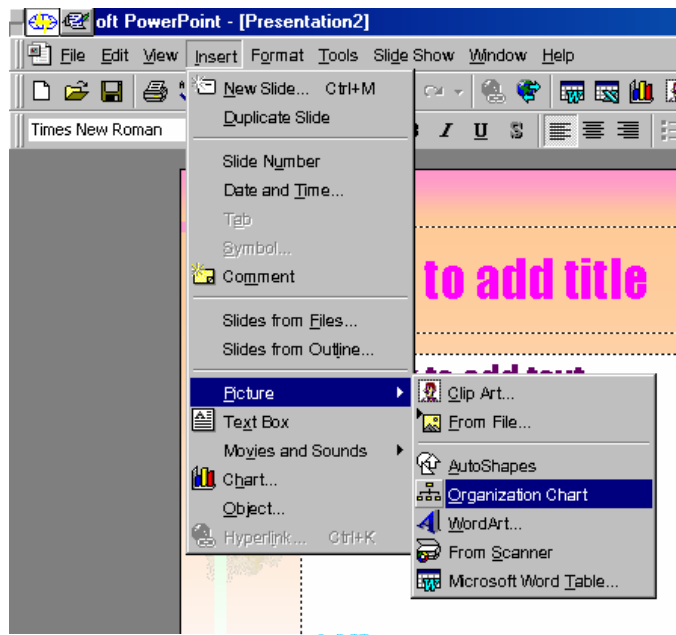 oft PowerPoint - [Presentation2]
File Edit View Insert Format Tools Slide Show Window Help
Times New Roman I U S
New Slide... Ctrl+M
Duplicate Slide
Slide Number
Date and Time...
Tab
Symbol...
Comment
to add title
Slides from Files...
Slides from Outline...
to add text
Picture
Clip Art...
Text Box
From File...
Movies and Sounds
Chart...
AutoShapes
Object...
Organization Chart
Hyperlink... Ctrl+K
WordArt...
From Scanner
Microsoft Word Table...